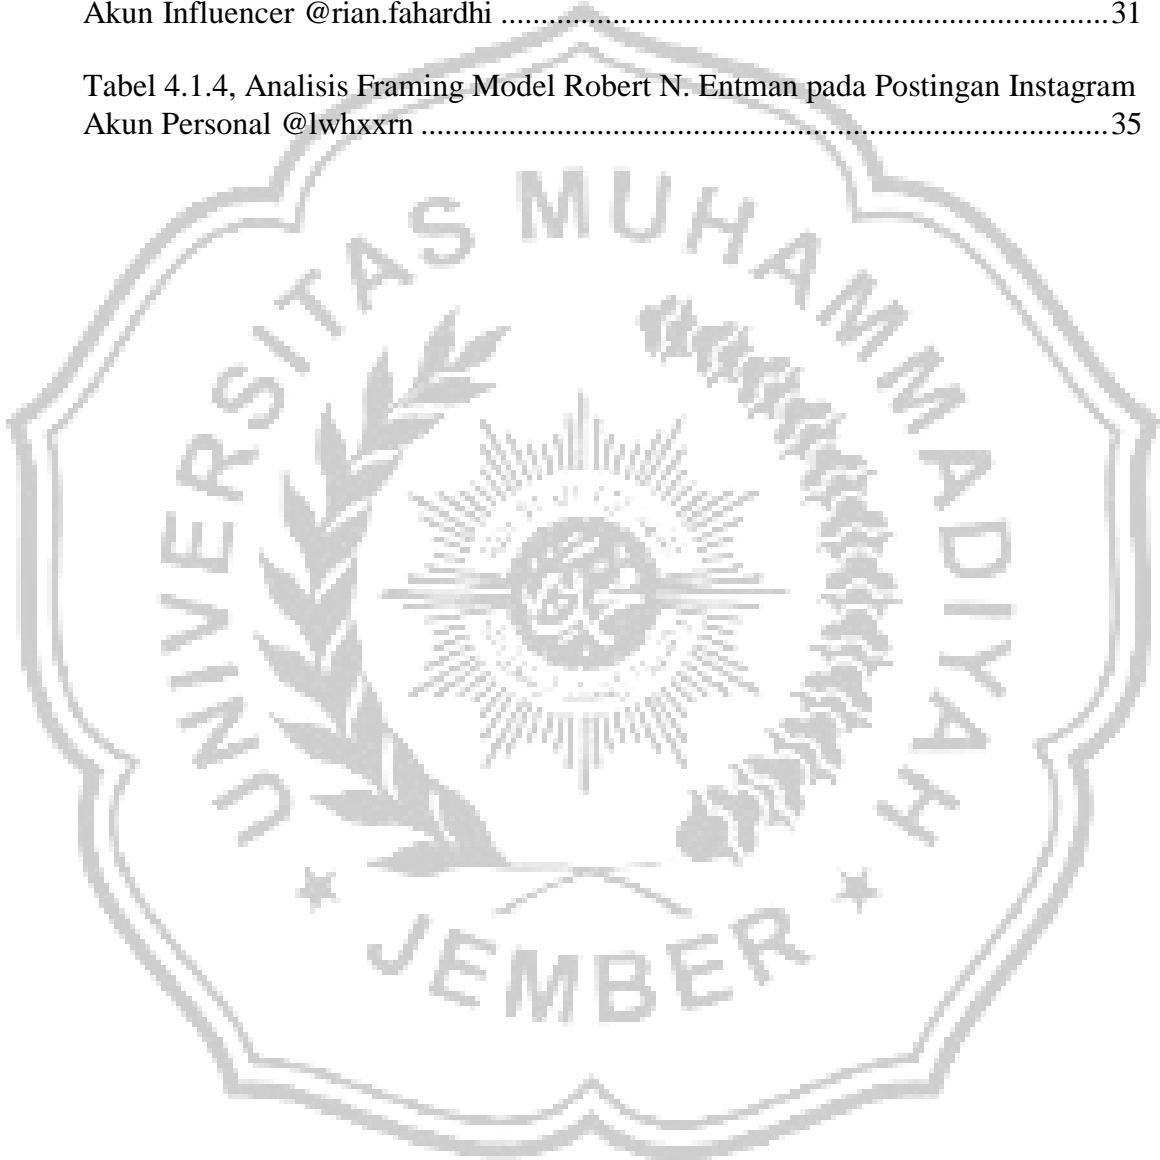 Akun Influencer @rian.fahardhi ............................................................................31
Tabel 4.1.4, Analisis Framing Model Robert N. Entman pada Postingan Instagram
Akun Personal @lwhxxrn ......................................................................................35
UNIVERSITAS MUHAMMADIYAH
JEMBER